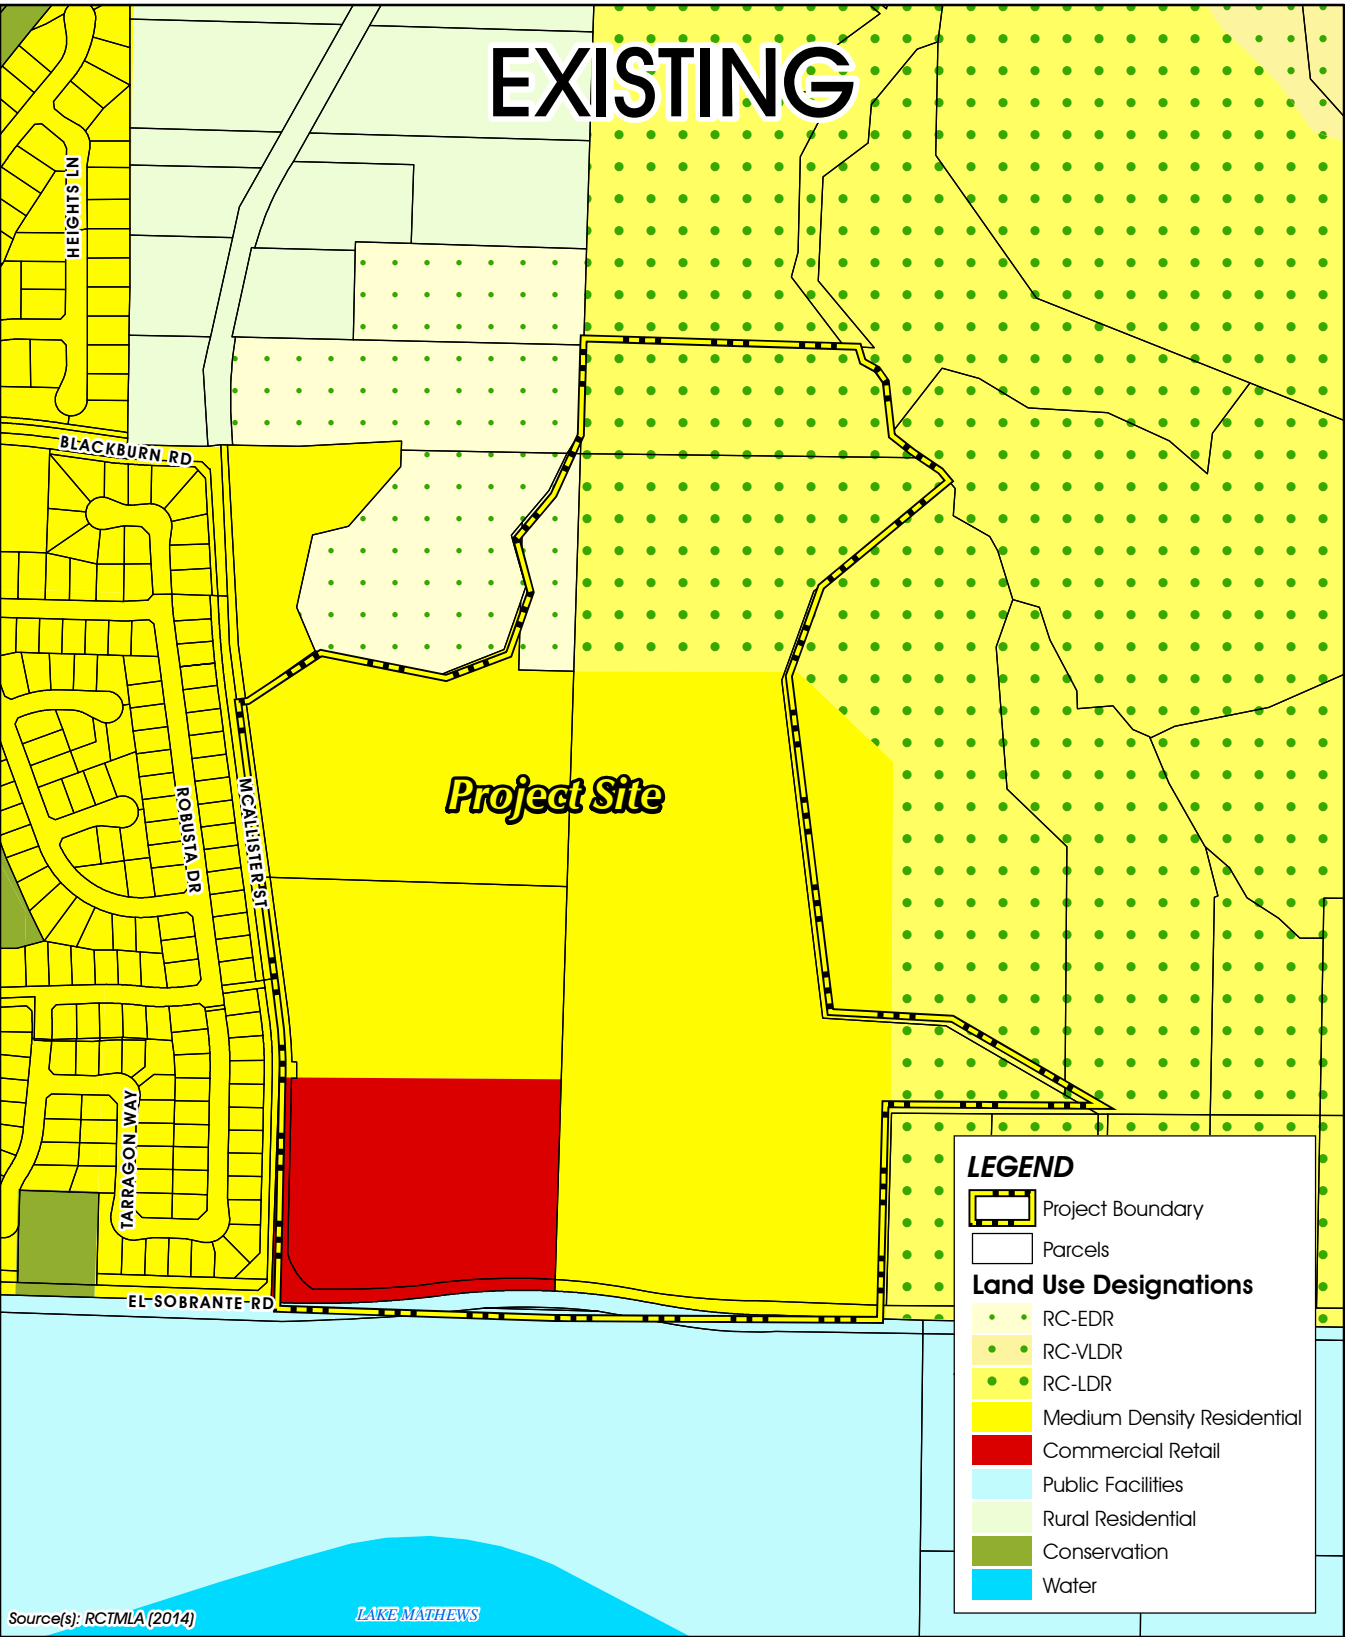 EXISTING
HEIGHTS LN
BLACKBURN RD
Project Site
MCALLISTER ST
ROBUSTA DR
TARRAGON WAY
EL SOBRANTE RD
LEGEND
Project Boundary
Parcels
Land Use Designations
RC-EDR
RC-VLDR
RC-LDR
Medium Density Residential
Commercial Retail
Public Facilities
Rural Residential
Conservation
Water
LAKE MATHEWS
Source(s): RCTMLA (2014)